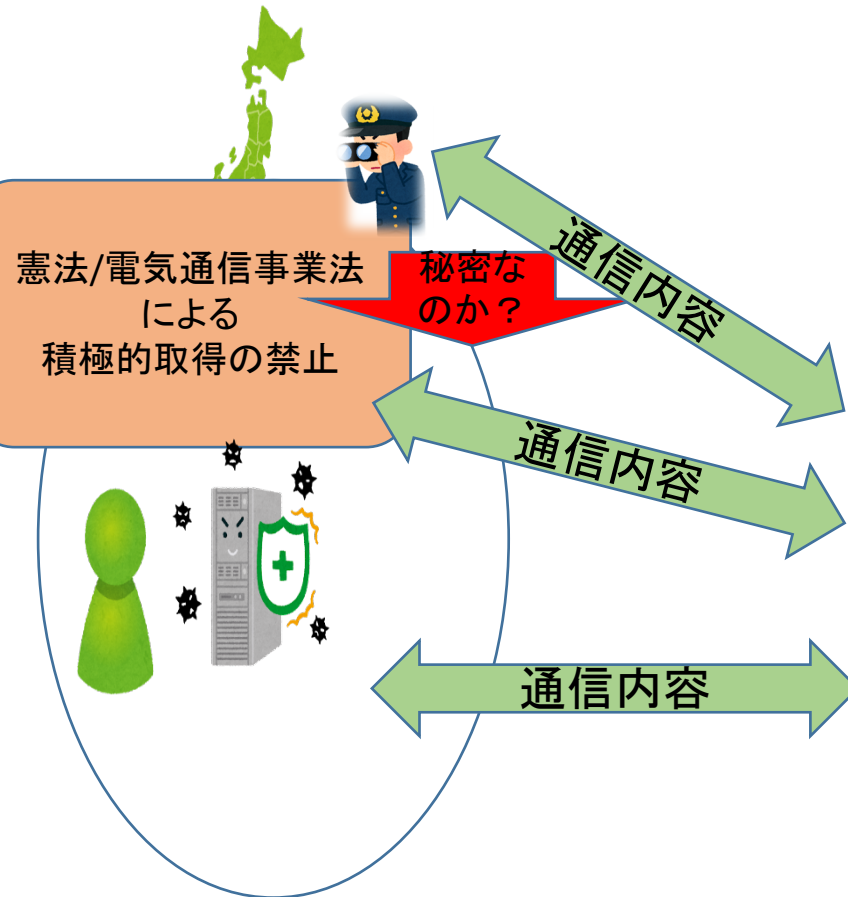 憲法/電気通信事業法
による
積極的取得の禁止
秘密な
のか？
通信内容
通信内容
通信内容